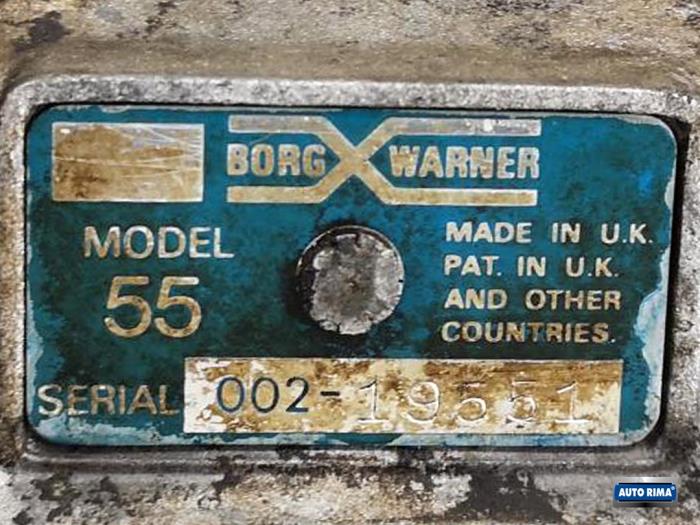 BORG WARNER
MODEL
55
MADE IN U.K.
PAT. IN U.K.
AND OTHER
COUNTRIES.
SERIAL 002-19551
AUTO RIMA